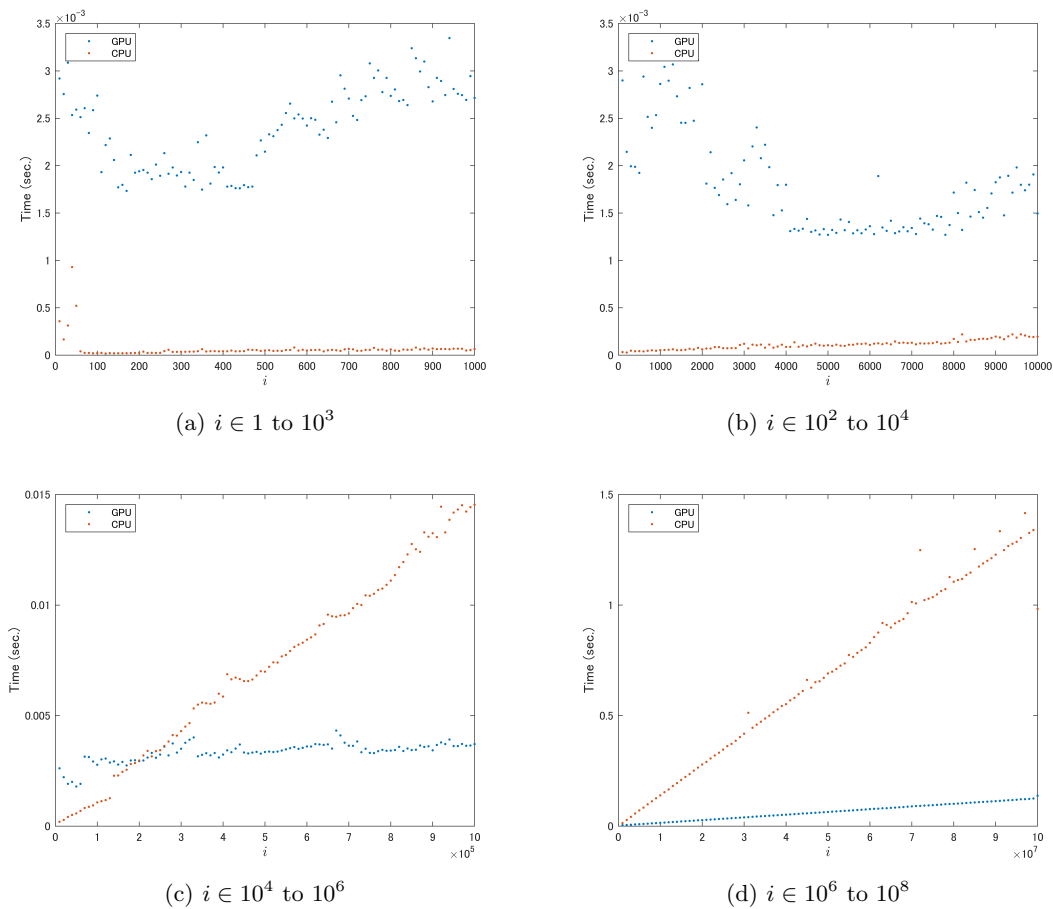 ×10⁻³
3.5
3
2.5
2
1.5
1
0.5
0
Time (sec.)
GPU
CPU
0 100 200 300 400 500 600 700 800 900 1000
i
(a) i ∈ 1 to 10³
×10⁻³
3.5
3
2.5
2
1.5
1
0.5
0
Time (sec.)
GPU
CPU
0 1000 2000 3000 4000 5000 6000 7000 8000 9000 10000
i
(b) i ∈ 10² to 10⁴
0.015
0.01
0.005
0
Time (sec.)
GPU
CPU
0 1 2 3 4 5 6 7 8 9 10
i
×10⁵
(c) i ∈ 10⁴ to 10⁶
1.5
1
0.5
0
Time (sec.)
GPU
CPU
0 1 2 3 4 5 6 7 8 9 10
i
×10⁷
(d) i ∈ 10⁶ to 10⁸